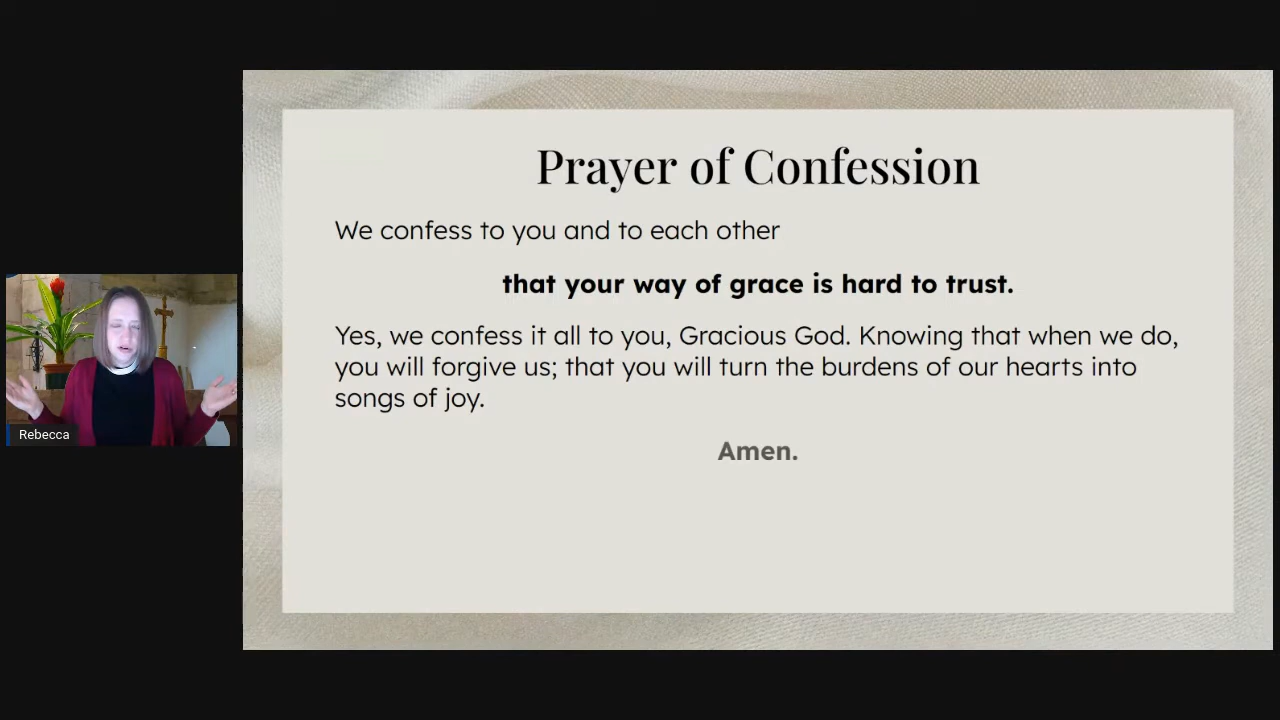 Prayer of Confession
We confess to you and to each other
that your way of grace is hard to trust.
Yes, we confess it all to you, Gracious God. Knowing that when we do,
you will forgive us; that you will turn the burdens of our hearts into
songs of joy.
Amen.
Rebecca